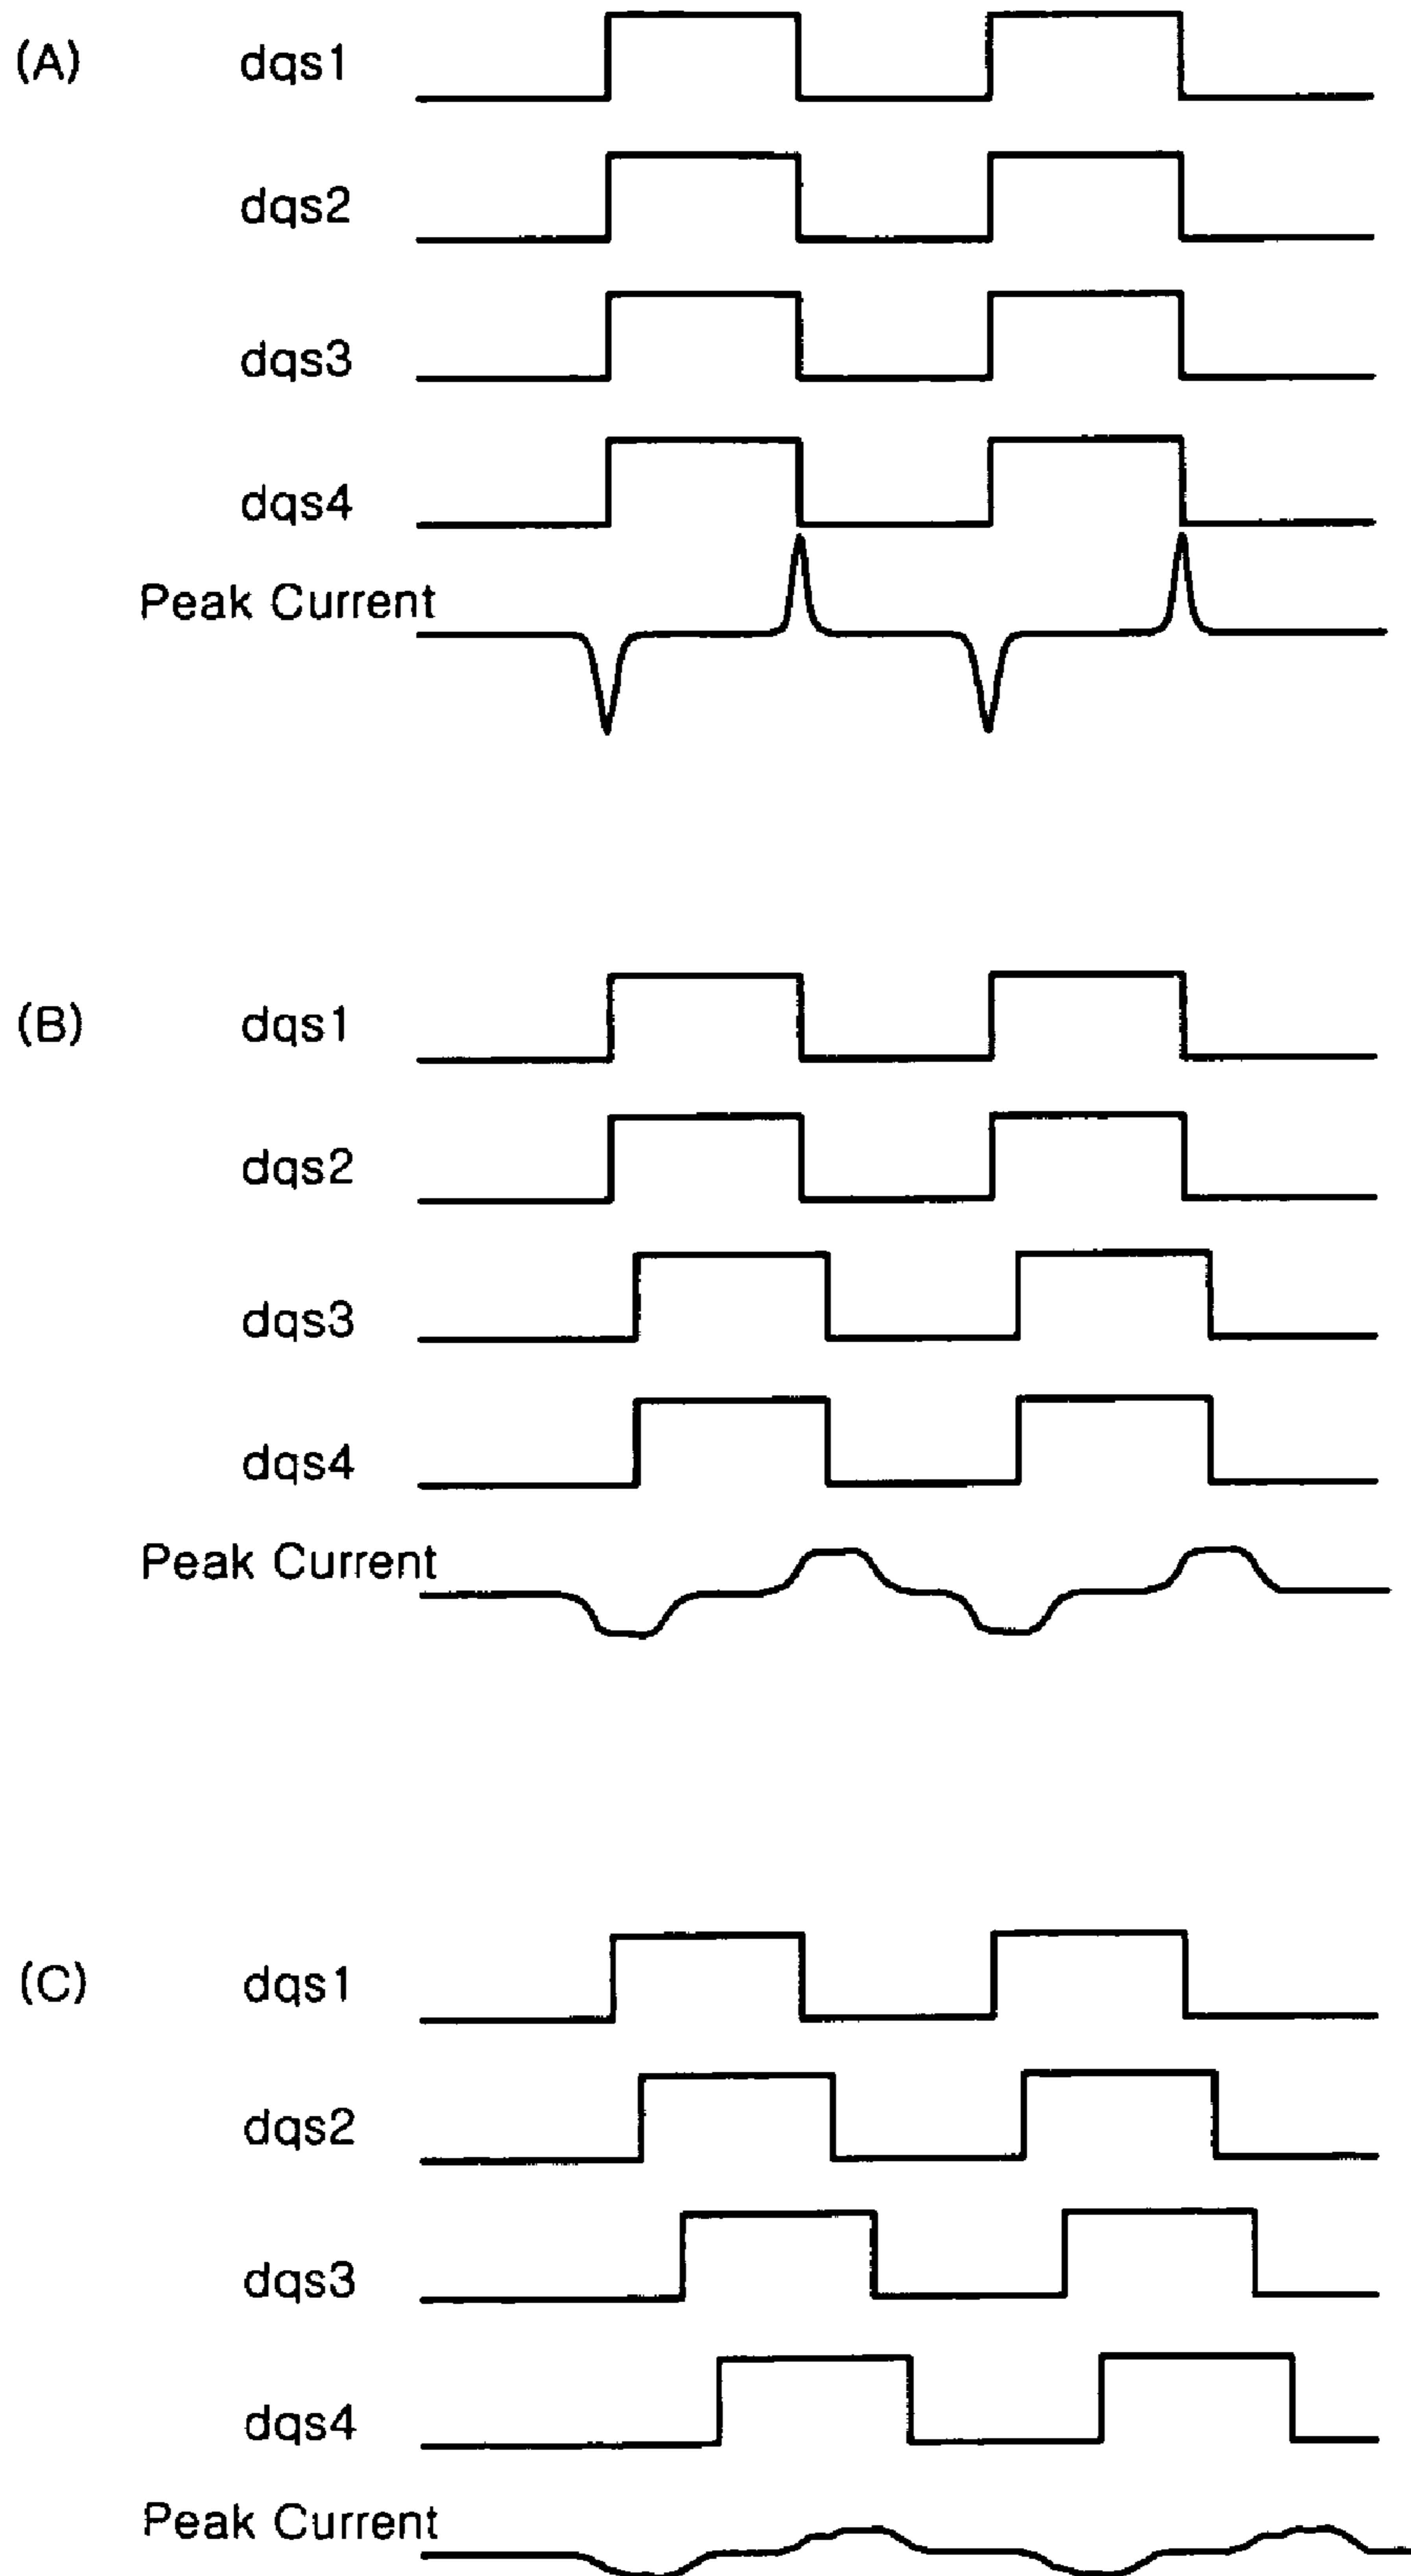 (A) dqs1
dqs2
dqs3
dqs4
Peak Current
(B) dqs1
dqs2
dqs3
dqs4
Peak Current
(C) dqs1
dqs2
dqs3
dqs4
Peak Current